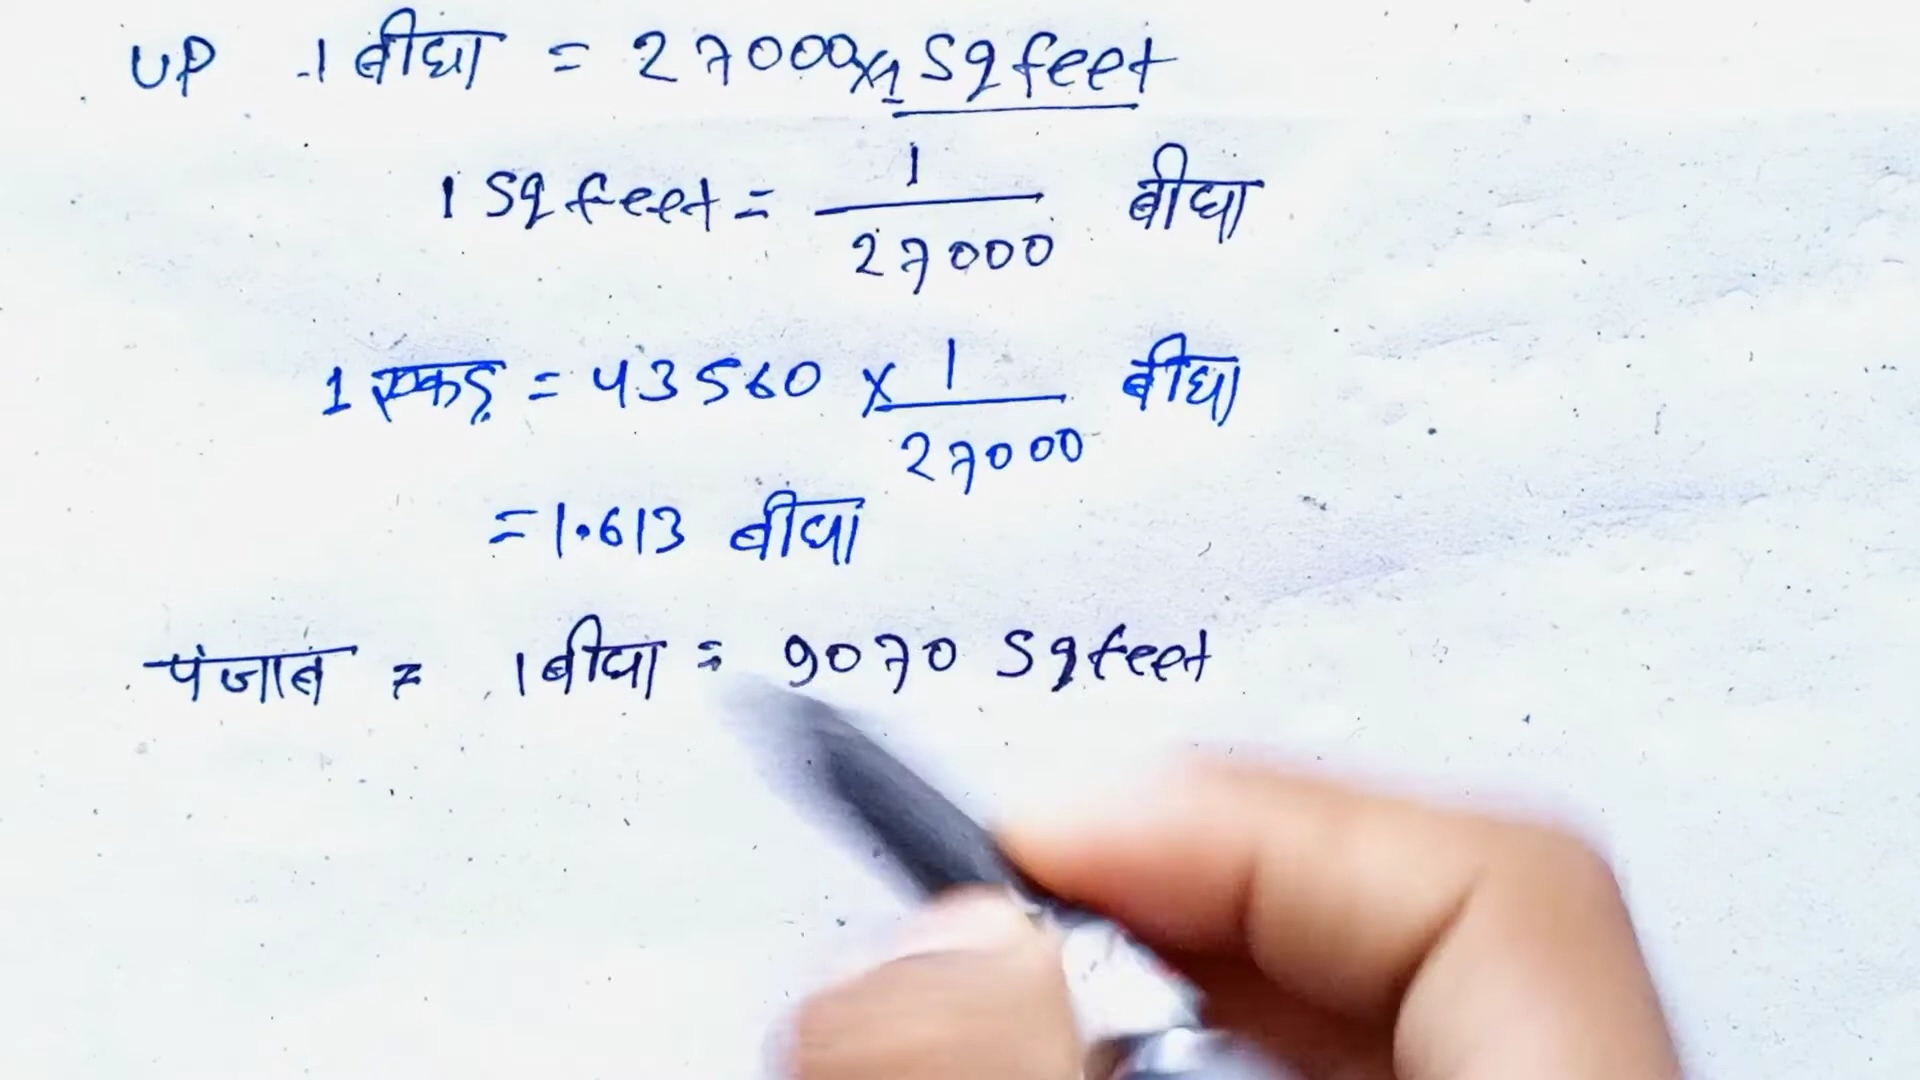 UP 1 बीघा = 27000x1 Sq feet
1 Sq feet = 1/27000 बीघा
1 एकड़ = 43560 x 1/27000 बीघा
= 1.613 बीघा
पंजाब = 1 बीघा = 9070 Sq feet